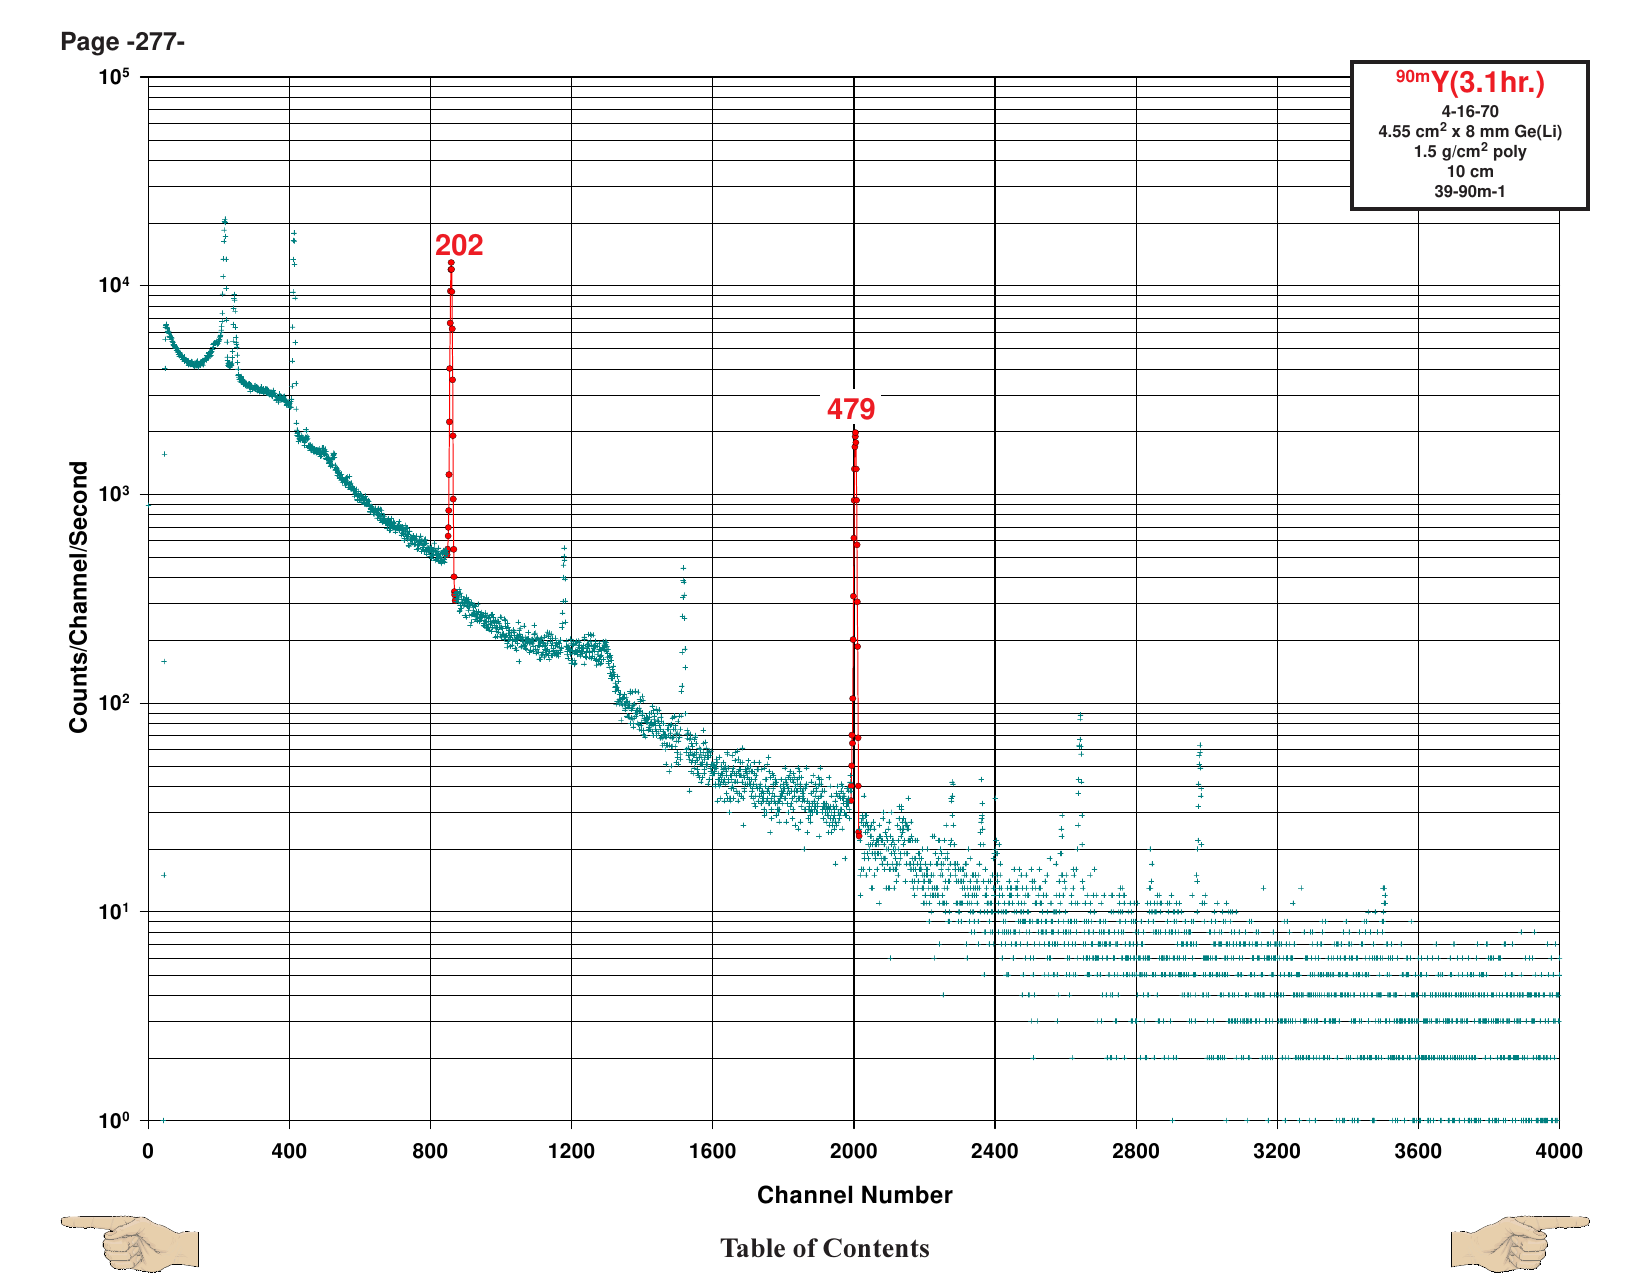 Page -277-
10⁵
⁹⁰ᵐY(3.1hr.)
4-16-70
4.55 cm² x 8 mm Ge(Li)
1.5 g/cm² poly
10 cm
39-90m-1
202
10⁴
479
10³
Counts/Channel/Second
10²
10¹
10⁰
0 400 800 1200 1600 2000 2400 2800 3200 3600 4000
Channel Number
Table of Contents